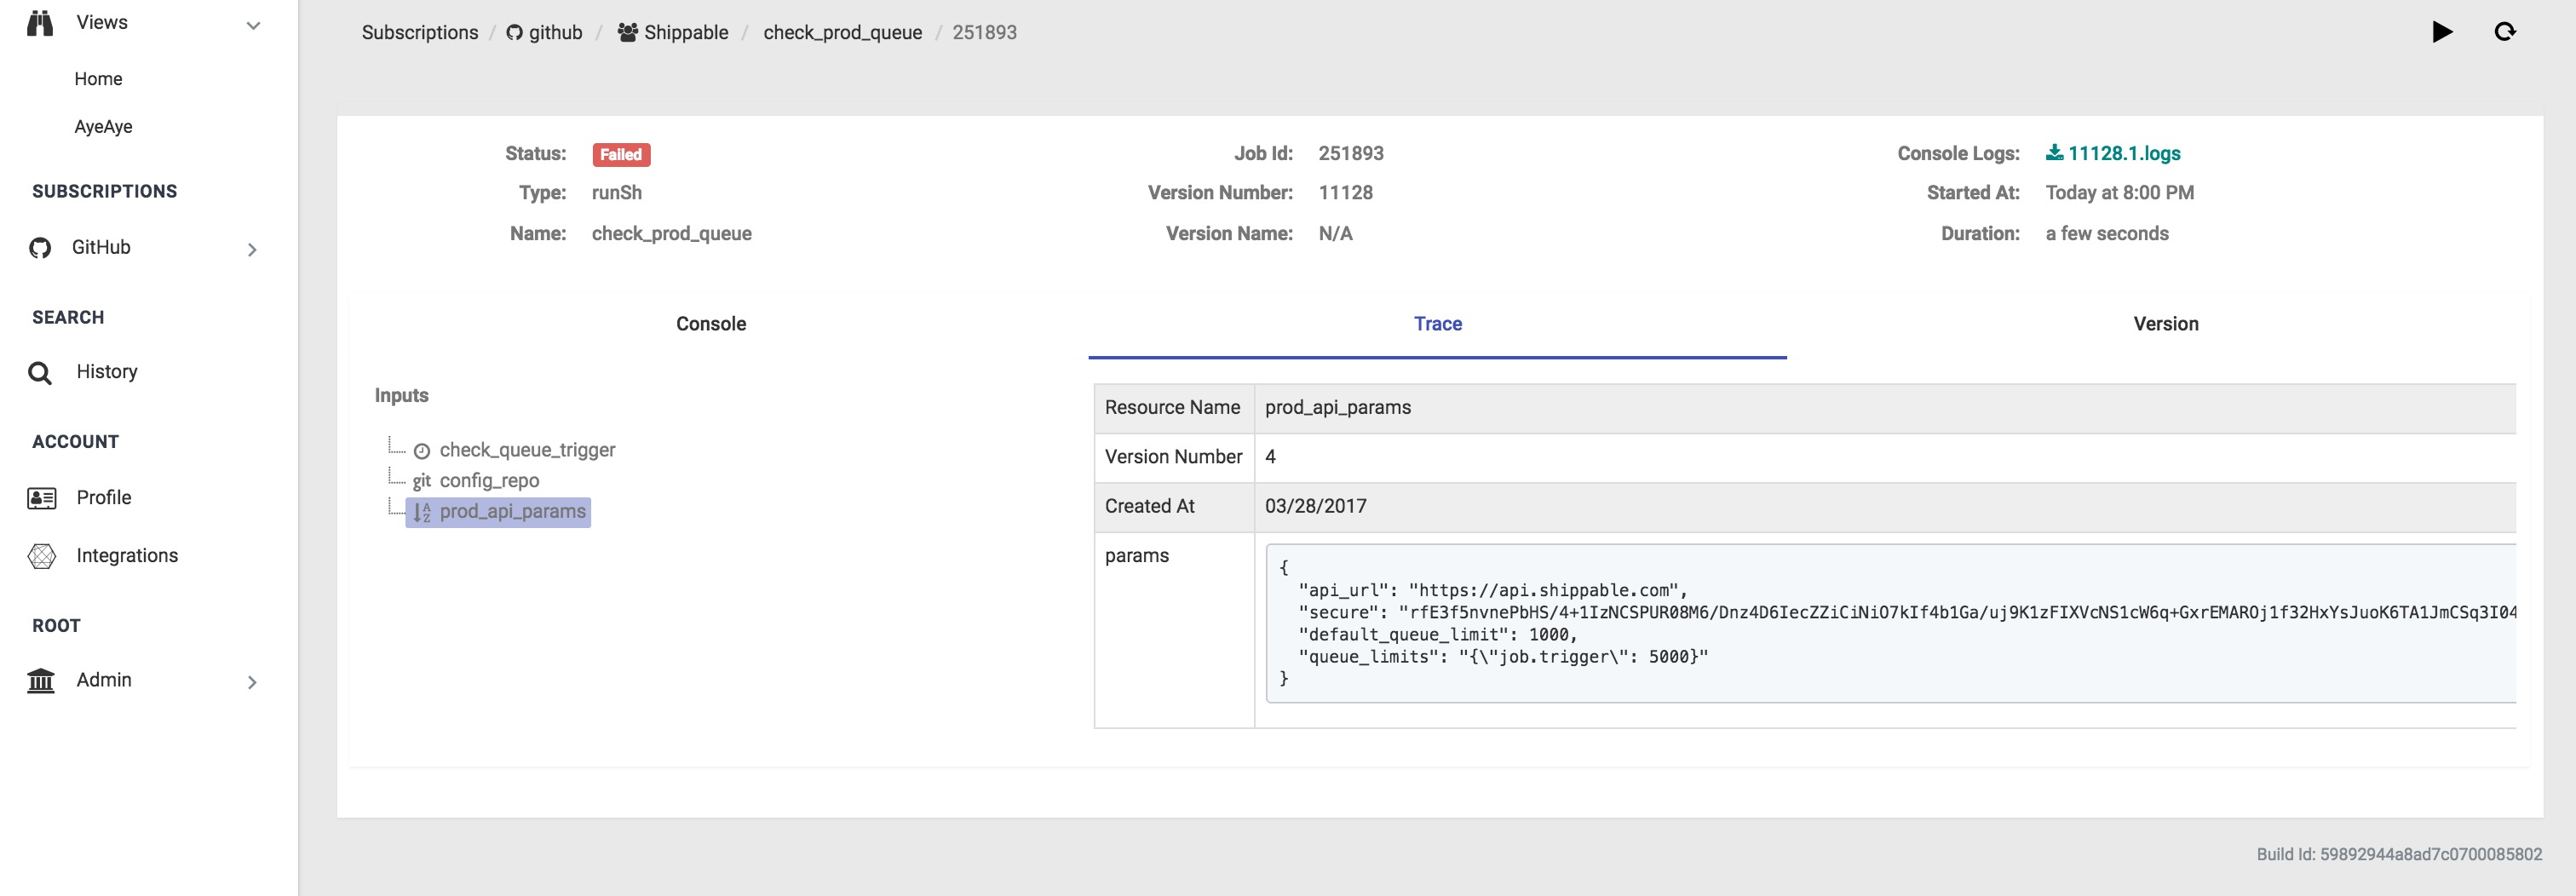 Views
Home
AyeAye
SUBSCRIPTIONS
GitHub
SEARCH
History
ACCOUNT
Profile
Integrations
ROOT
Admin
Subscriptions / github / Shippable / check_prod_queue / 251893
Status: Failed
Type: runSh
Name: check_prod_queue
Job Id: 251893
Version Number: 11128
Version Name: N/A
Console Logs: 11128.1.logs
Started At: Today at 8:00 PM
Duration: a few seconds
Console Trace Version
Inputs
check_queue_trigger
git config_repo
prod_api_params
Resource Name prod_api_params
Version Number 4
Created At 03/28/2017
params
{
"api_url": "https://api.shippable.com",
"secure": "rfE3f5nvnePbHS/4+1IzNCSPUR08M6/Dnz4D6IecZZiCiNiO7kIf4b1Ga/uj9K1zFIXVcNS1cW6q+GxrEMAROj1f32HxYsJuoK6TA1JmCSq3I04
"default_queue_limit": 1000,
"queue_limits": "{\"job.trigger\": 5000}"
}
Build Id: 59892944a8ad7c0700085802